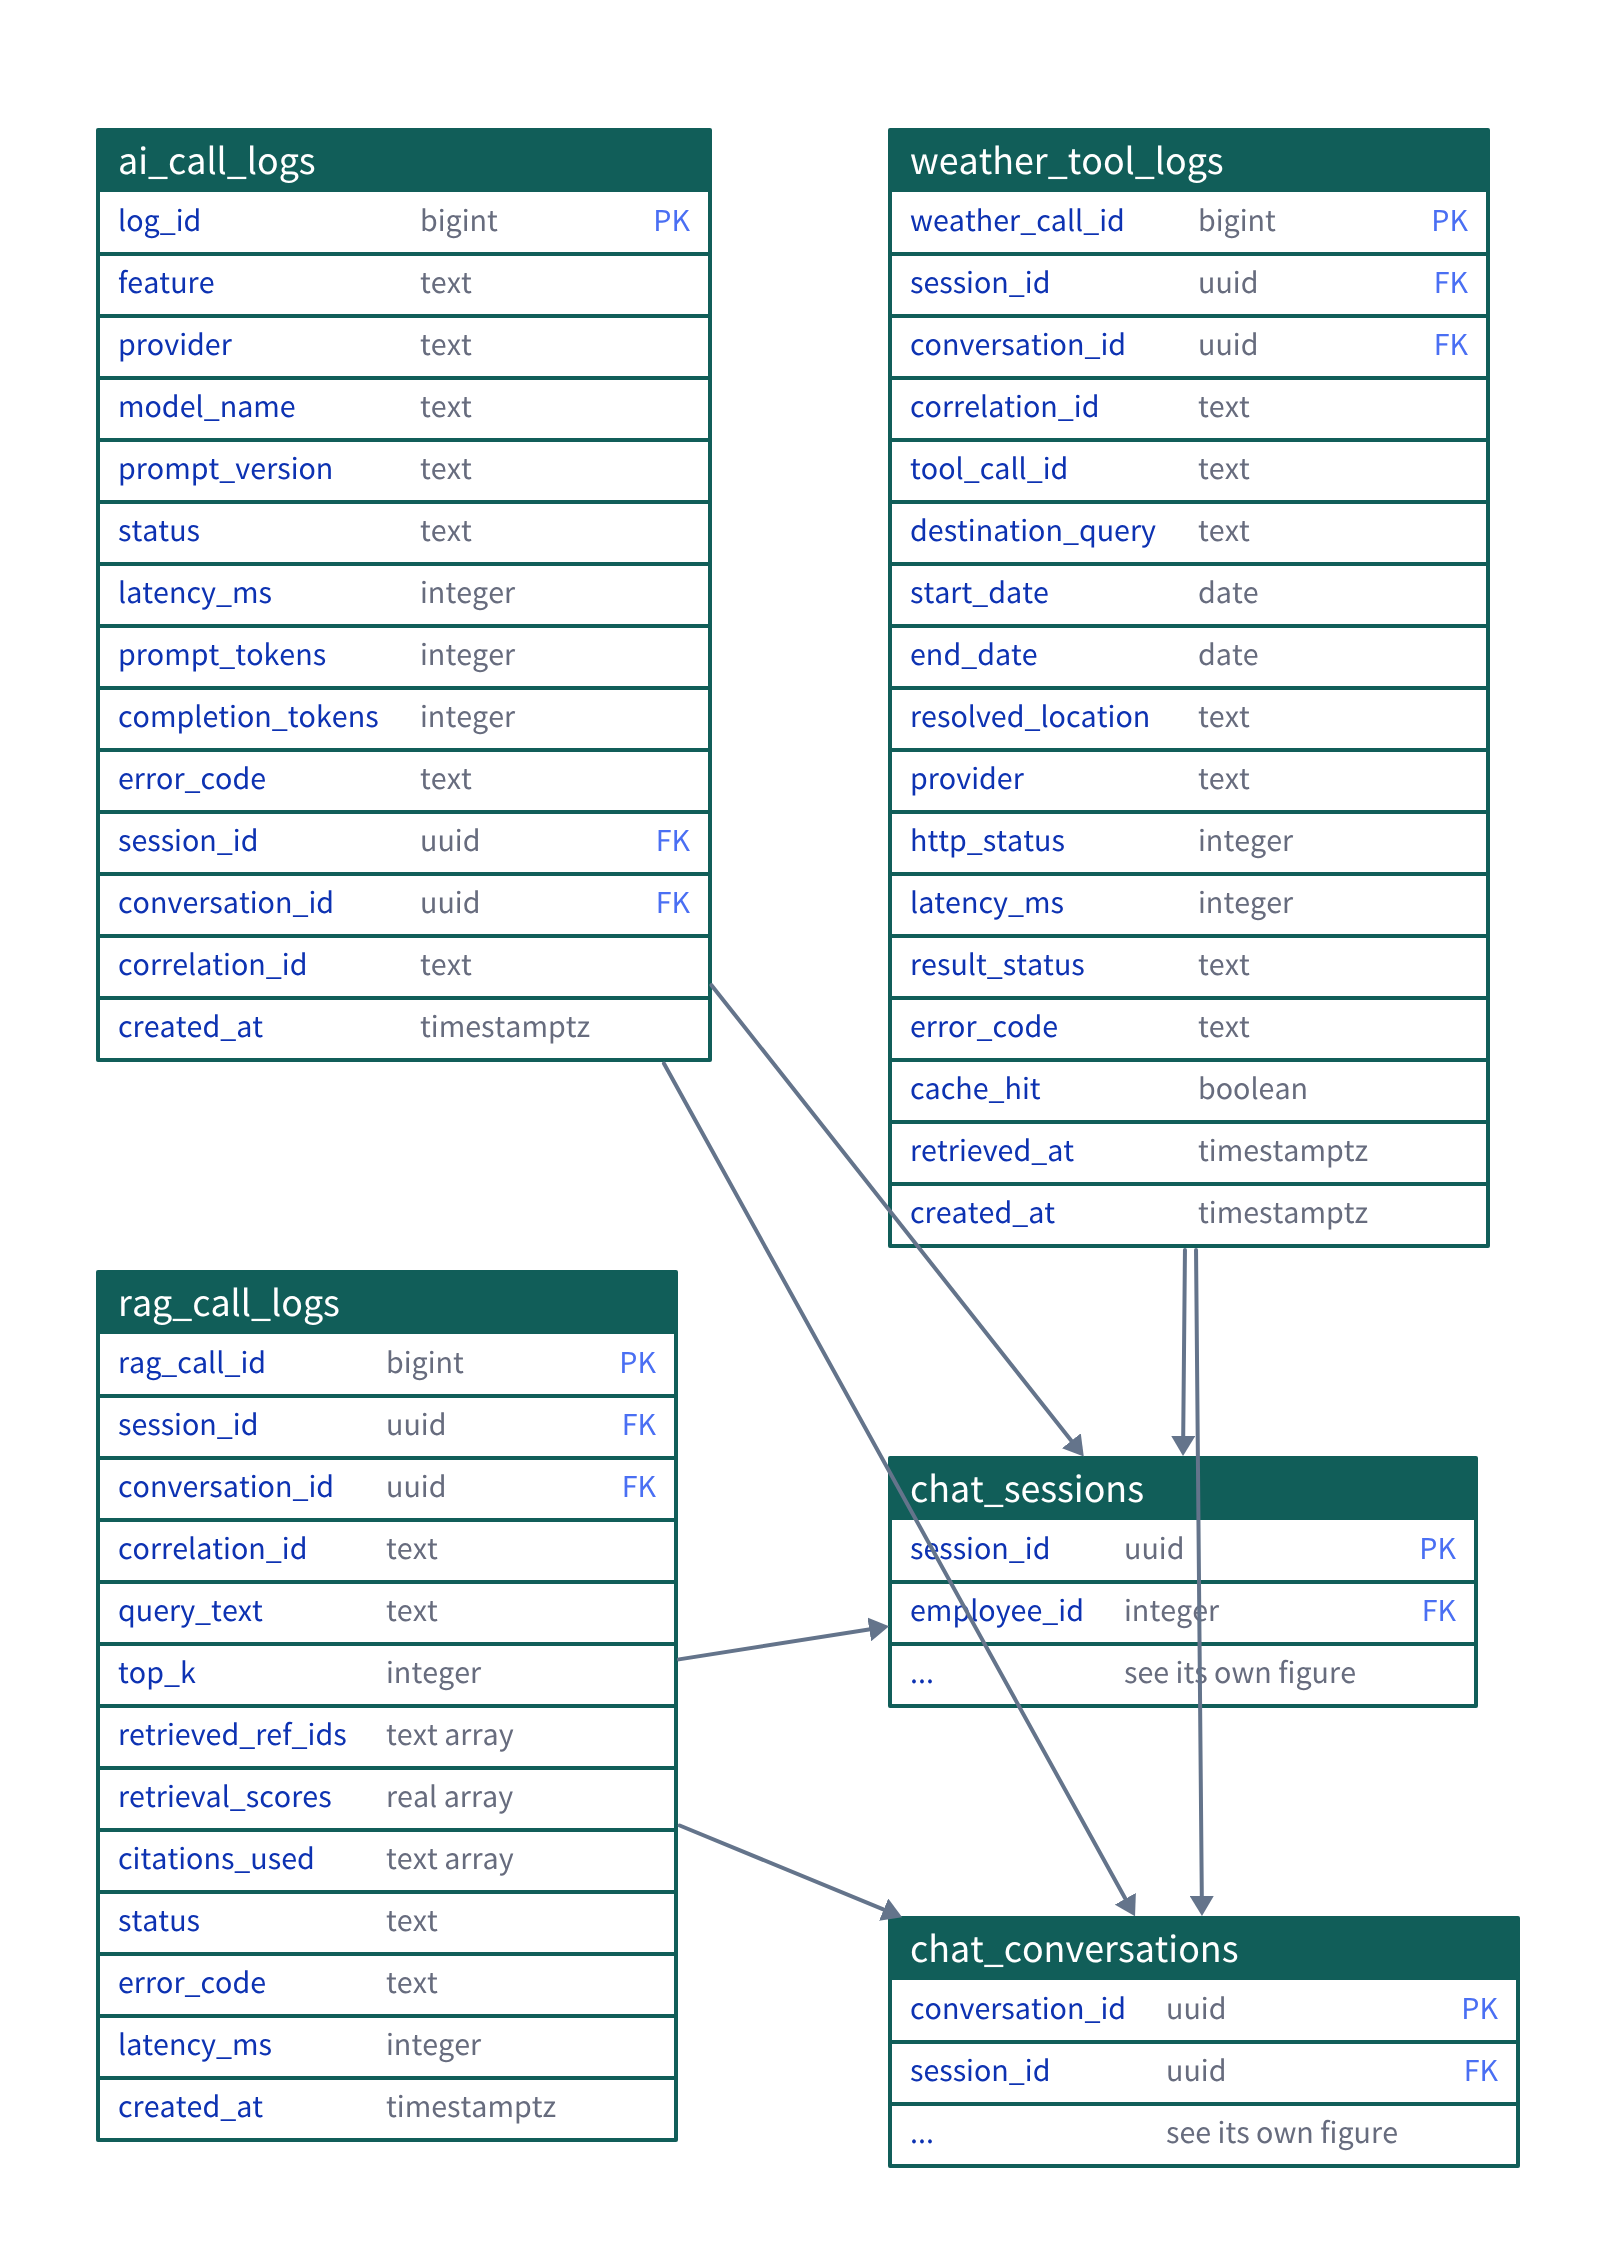 ai_call_logs
log_id bigint PK
feature text
provider text
model_name text
prompt_version text
status text
latency_ms integer
prompt_tokens integer
completion_tokens integer
error_code text
session_id uuid FK
conversation_id uuid FK
correlation_id text
created_at timestamptz
weather_tool_logs
weather_call_id bigint PK
session_id uuid FK
conversation_id uuid FK
correlation_id text
tool_call_id text
destination_query text
start_date date
end_date date
resolved_location text
provider text
http_status integer
latency_ms integer
result_status text
error_code text
cache_hit boolean
retrieved_at timestamptz
created_at timestamptz
rag_call_logs
rag_call_id bigint PK
session_id uuid FK
conversation_id uuid FK
correlation_id text
query_text text
top_k integer
retrieved_ref_ids text array
retrieval_scores real array
citations_used text array
status text
error_code text
latency_ms integer
created_at timestamptz
chat_sessions
session_id uuid PK
employee_id integer FK
... see its own figure
chat_conversations
conversation_id uuid PK
session_id uuid FK
... see its own figure